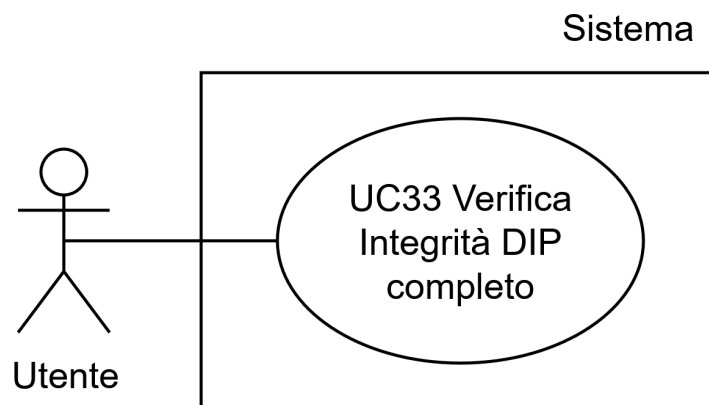 Sistema
UC33 Verifica
Integrità DIP
completo
Utente